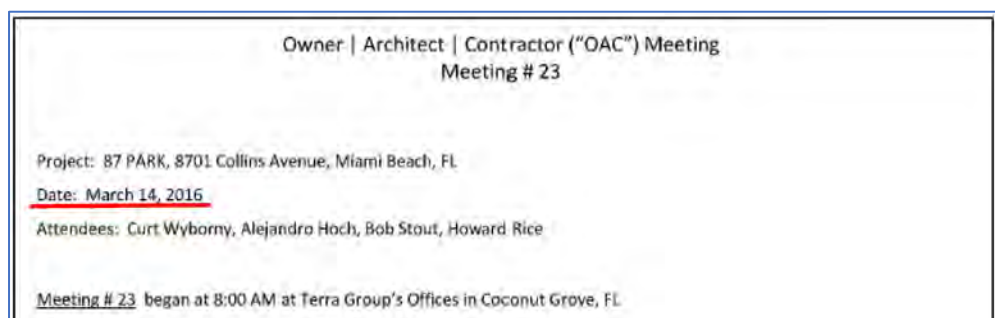 Owner | Architect | Contractor (“OAC”) Meeting
Meeting # 23
Project: 87 PARK, 8701 Collins Avenue, Miami Beach, FL
Date: March 14, 2016
Attendees: Curt Wyborny, Alejandro Hoch, Bob Stout, Howard Rice
Meeting # 23 began at 8:00 AM at Terra Group's Offices in Coconut Grove, FL